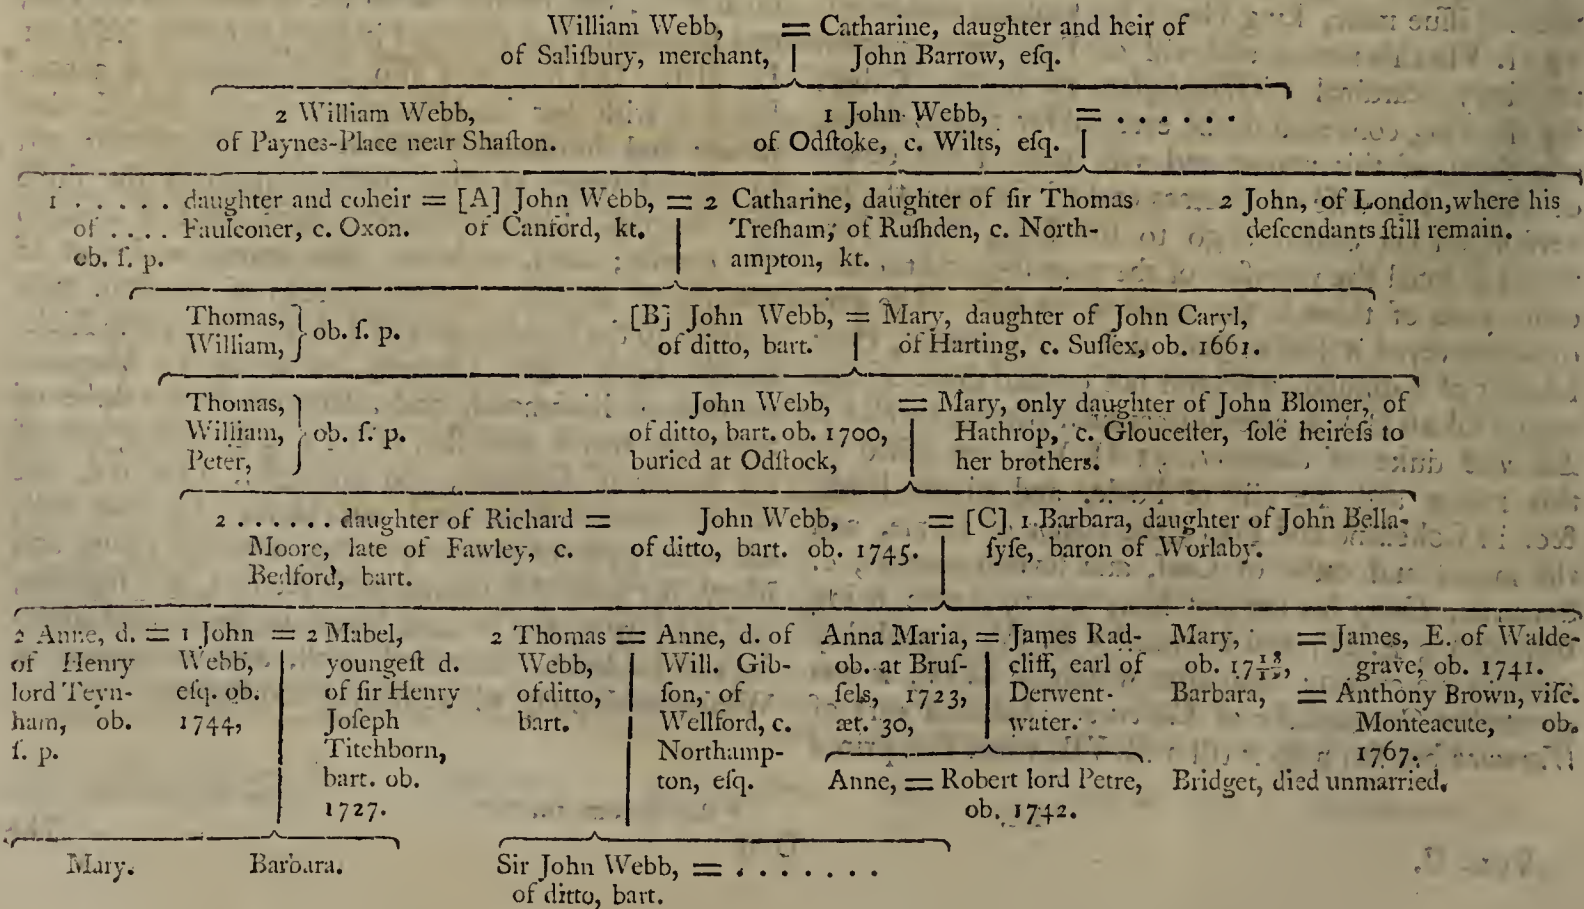 William Webb, = Catharine, daughter and heir of
of Saliſbury, merchant, John Barrow, eſq.
2 William Webb, 1 John Webb, = . . . . . .
of Paynes-Place near Shaſton. of Odſtoke, c. Wilts, eſq.
1 . . . . . daughter and coheir = [A] John Webb, = 2 Catharine, daughter of ſir Thomas 2 John, of London, where his
of . . . . Fauſconer, c. Oxon. of Canford, kt. Treſham, of Ruſhden, c. North- deſcendants ſtill remain.
ob. ſ. p. ampton, kt.
Thomas, } ob. ſ. p. [B] John Webb, = Mary, daughter of John Caryl,
William, of ditto, bart. of Harting, c. Suſſex, ob. 1661.
Thomas, John Webb, = Mary, only daughter of John Blomer, of
William, } ob. ſ. p. of ditto, bart. ob. 1700, Hathrop, c. Glouceſter, ſole heireſs to
Peter, buried at Odſtock, her brothers.
2 . . . . . . daughter of Richard = John Webb, = [C] 1 Barbara, daughter of John Bella-
Moore, late of Fawley, c. of ditto, bart. ob. 1745. ſyſe, baron of Worlaby.
Bedford, bart.
2 Anne, d. = 1 John = 2 Mabel, 2 Thomas = Anne, d. of Anna Maria, = James Rad- Mary, = James, E. of Walde-
of Henry Webb, youngeſt d. Webb, Will. Gib- ob. at Bruſ- cliff, earl of ob. 17 18/19, grave, ob. 1741.
lord Teyn- eſq. ob. of ſir Henry of ditto, ſon, of ſels, 1723, Derwent- Barbara, = Anthony Brown, viſc.
ham, ob. 1744, Joſeph bart. Wellford, c. æt. 30, water. Monteacute, ob.
ſ. p. Titchborn, Northamp- 1767.
bart. ob. ton, eſq. Anne, = Robert lord Petre, Bridget, died unmarried.
1727. ob. 1742.
Mary. Barbara. Sir John Webb, = . . . . . . .
of ditto, bart.